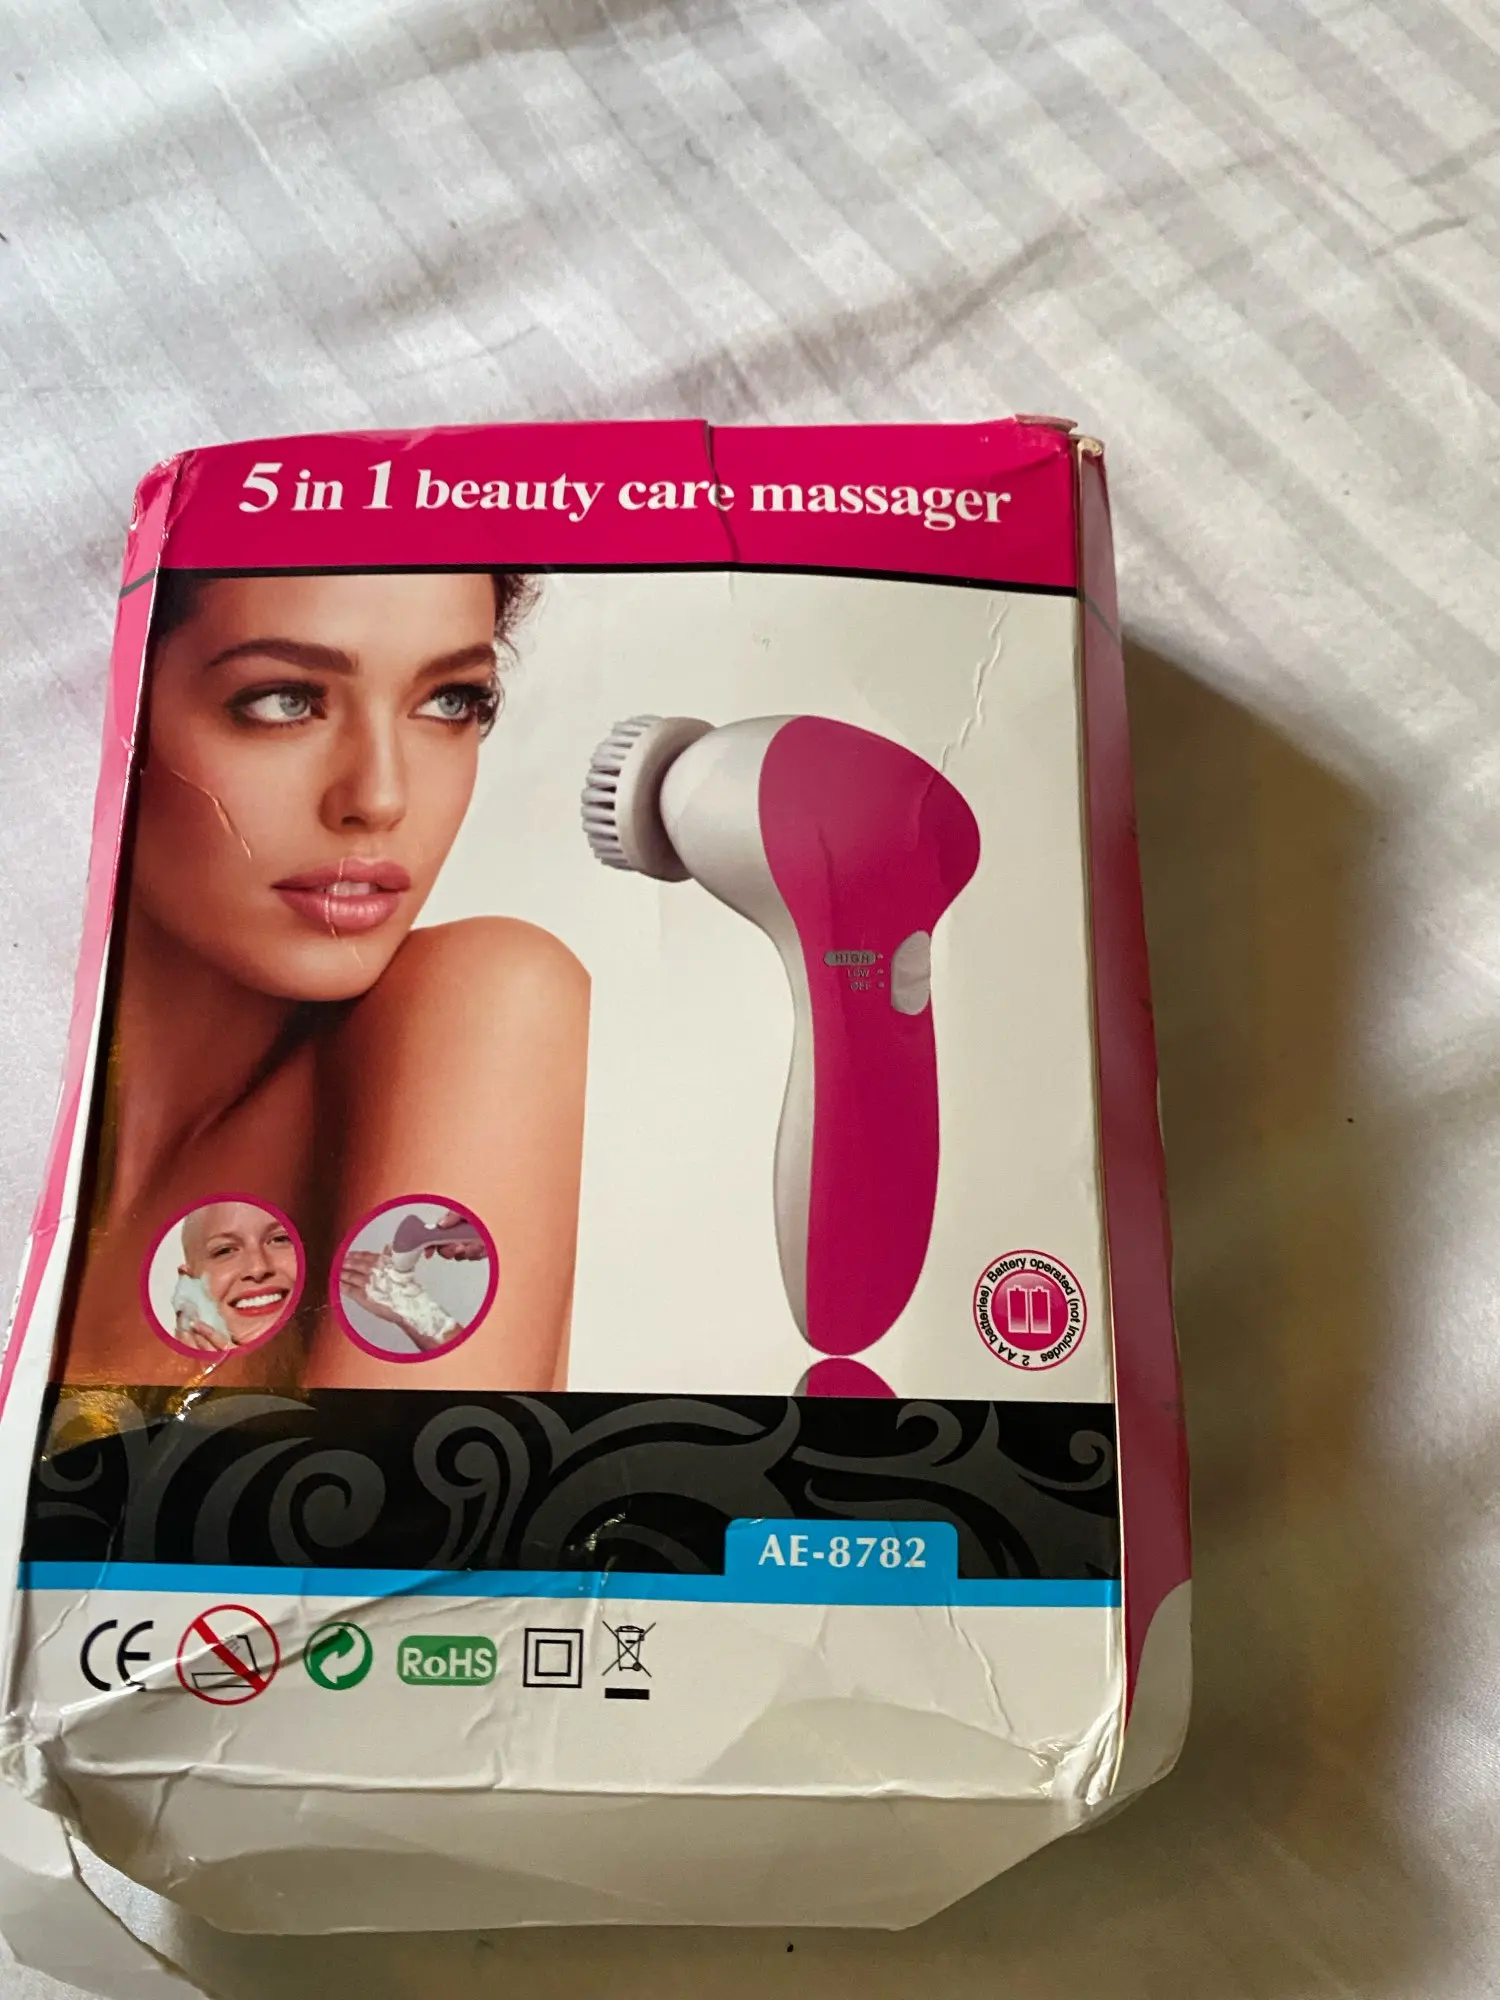 5 in 1 beauty care massager
HIGH
LOW
OFF
Battery operated (not includes 2 AA batteries)
AE-8782
CE
RoHS